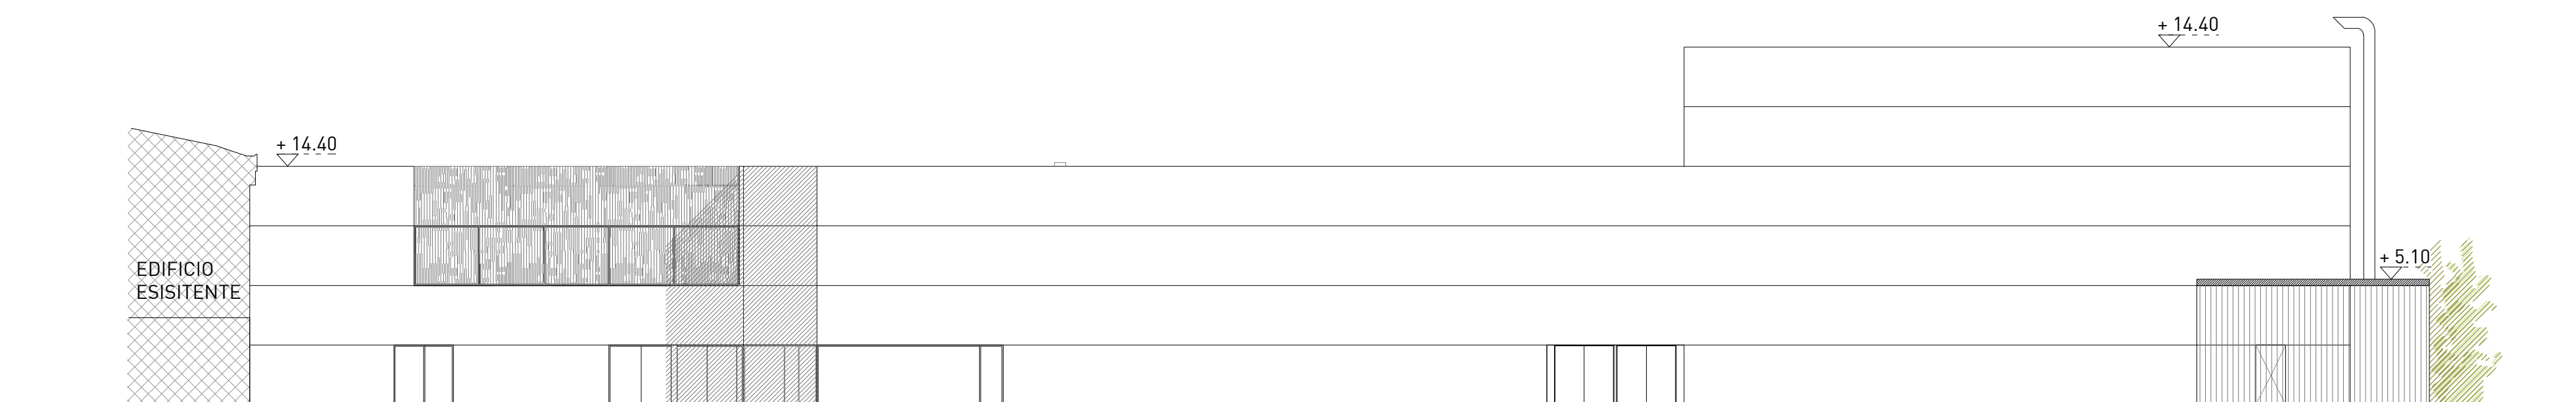 + 14.40
+ 14.40
EDIFICIO
ESISITENTE
+ 5.10